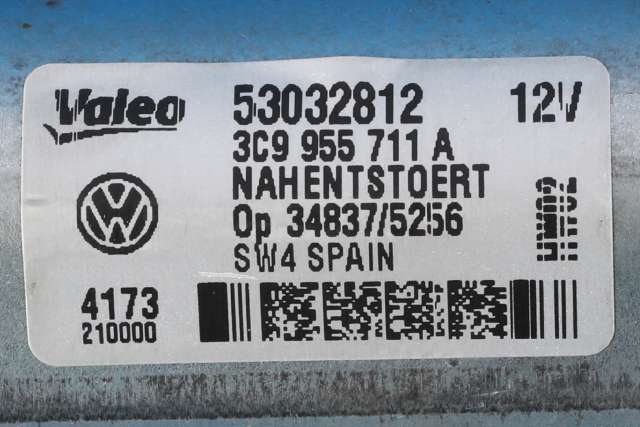 Valeo 53032812 12V
3C9 955 711 A
NAHENTSTOERT
Op 34837/5256
SW4 SPAIN
4173
210000